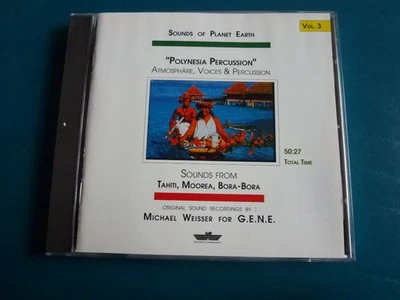 Sounds of Planet Earth
Vol. 3
"Polynesia Percussion"
Atmosphäre, Voices & Percussion
50:27
Total Time
Sounds from
Tahiti, Moorea, Bora-Bora
original sound recordings by :
Michael Weisser for G.E.N.E.